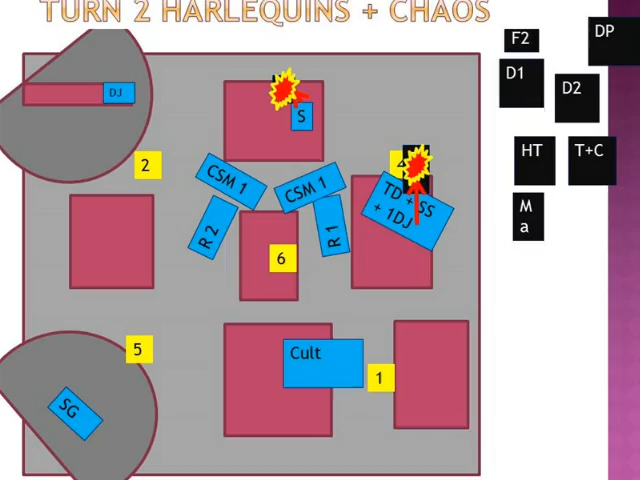 TURN 2 HARLEQUINS + CHAOS
F2
DP
D1
D2
HT
T+C
M
a
DJ
S
2
CSM 1
CSM 1
TD + SS
+ 1DJ
R 2
R 1
6
5
Cult
1
SG